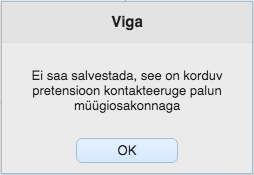 Viga
Ei saa salvestada, see on korduv
pretensioon kontakteeruge palun
müügiosakonnaga
OK